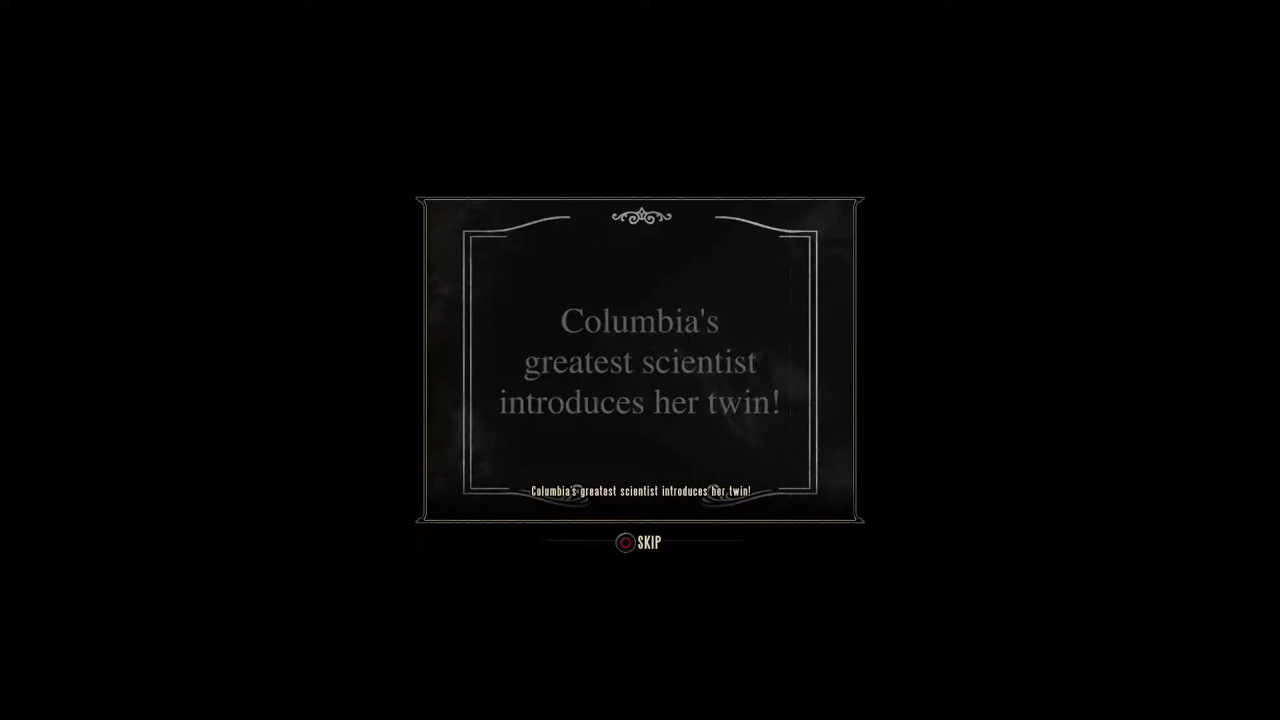 Columbia's
greatest scientist
introduces her twin!
Columbia's greatest scientist introduces her twin!
SKIP